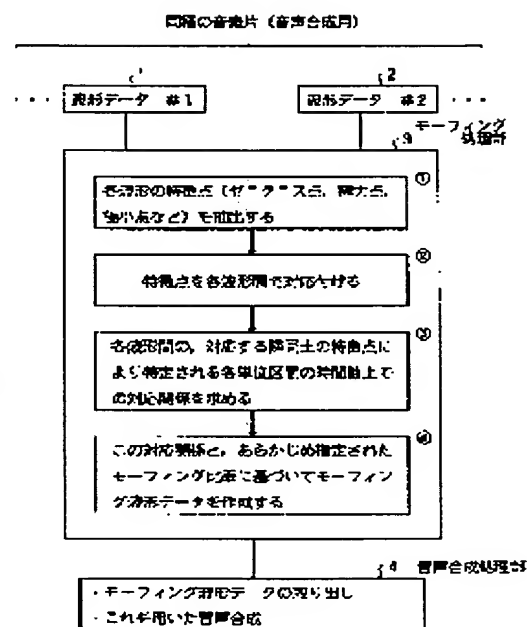 同種の音素片（音声合成用）
1
2
・・・ 波形データ ＃1
波形データ ＃2 ・・・
モーフィング
処理部
①
各波形の特徴点（ゼロクロス点，極大点，
極小点など）を抽出する
②
特徴点を各波形間で対応付ける
③
各波形間の，対応する隣同士の特徴点に
より特定される各単位区間の時間軸上で
の対応関係を求める
④
この対応関係と，あらかじめ指定された
モーフィング比率に基づいてモーフィン
グ波形データを作成する
4 音声合成処理部
・モーフィング波形データの取り出し
・これを用いた音声合成